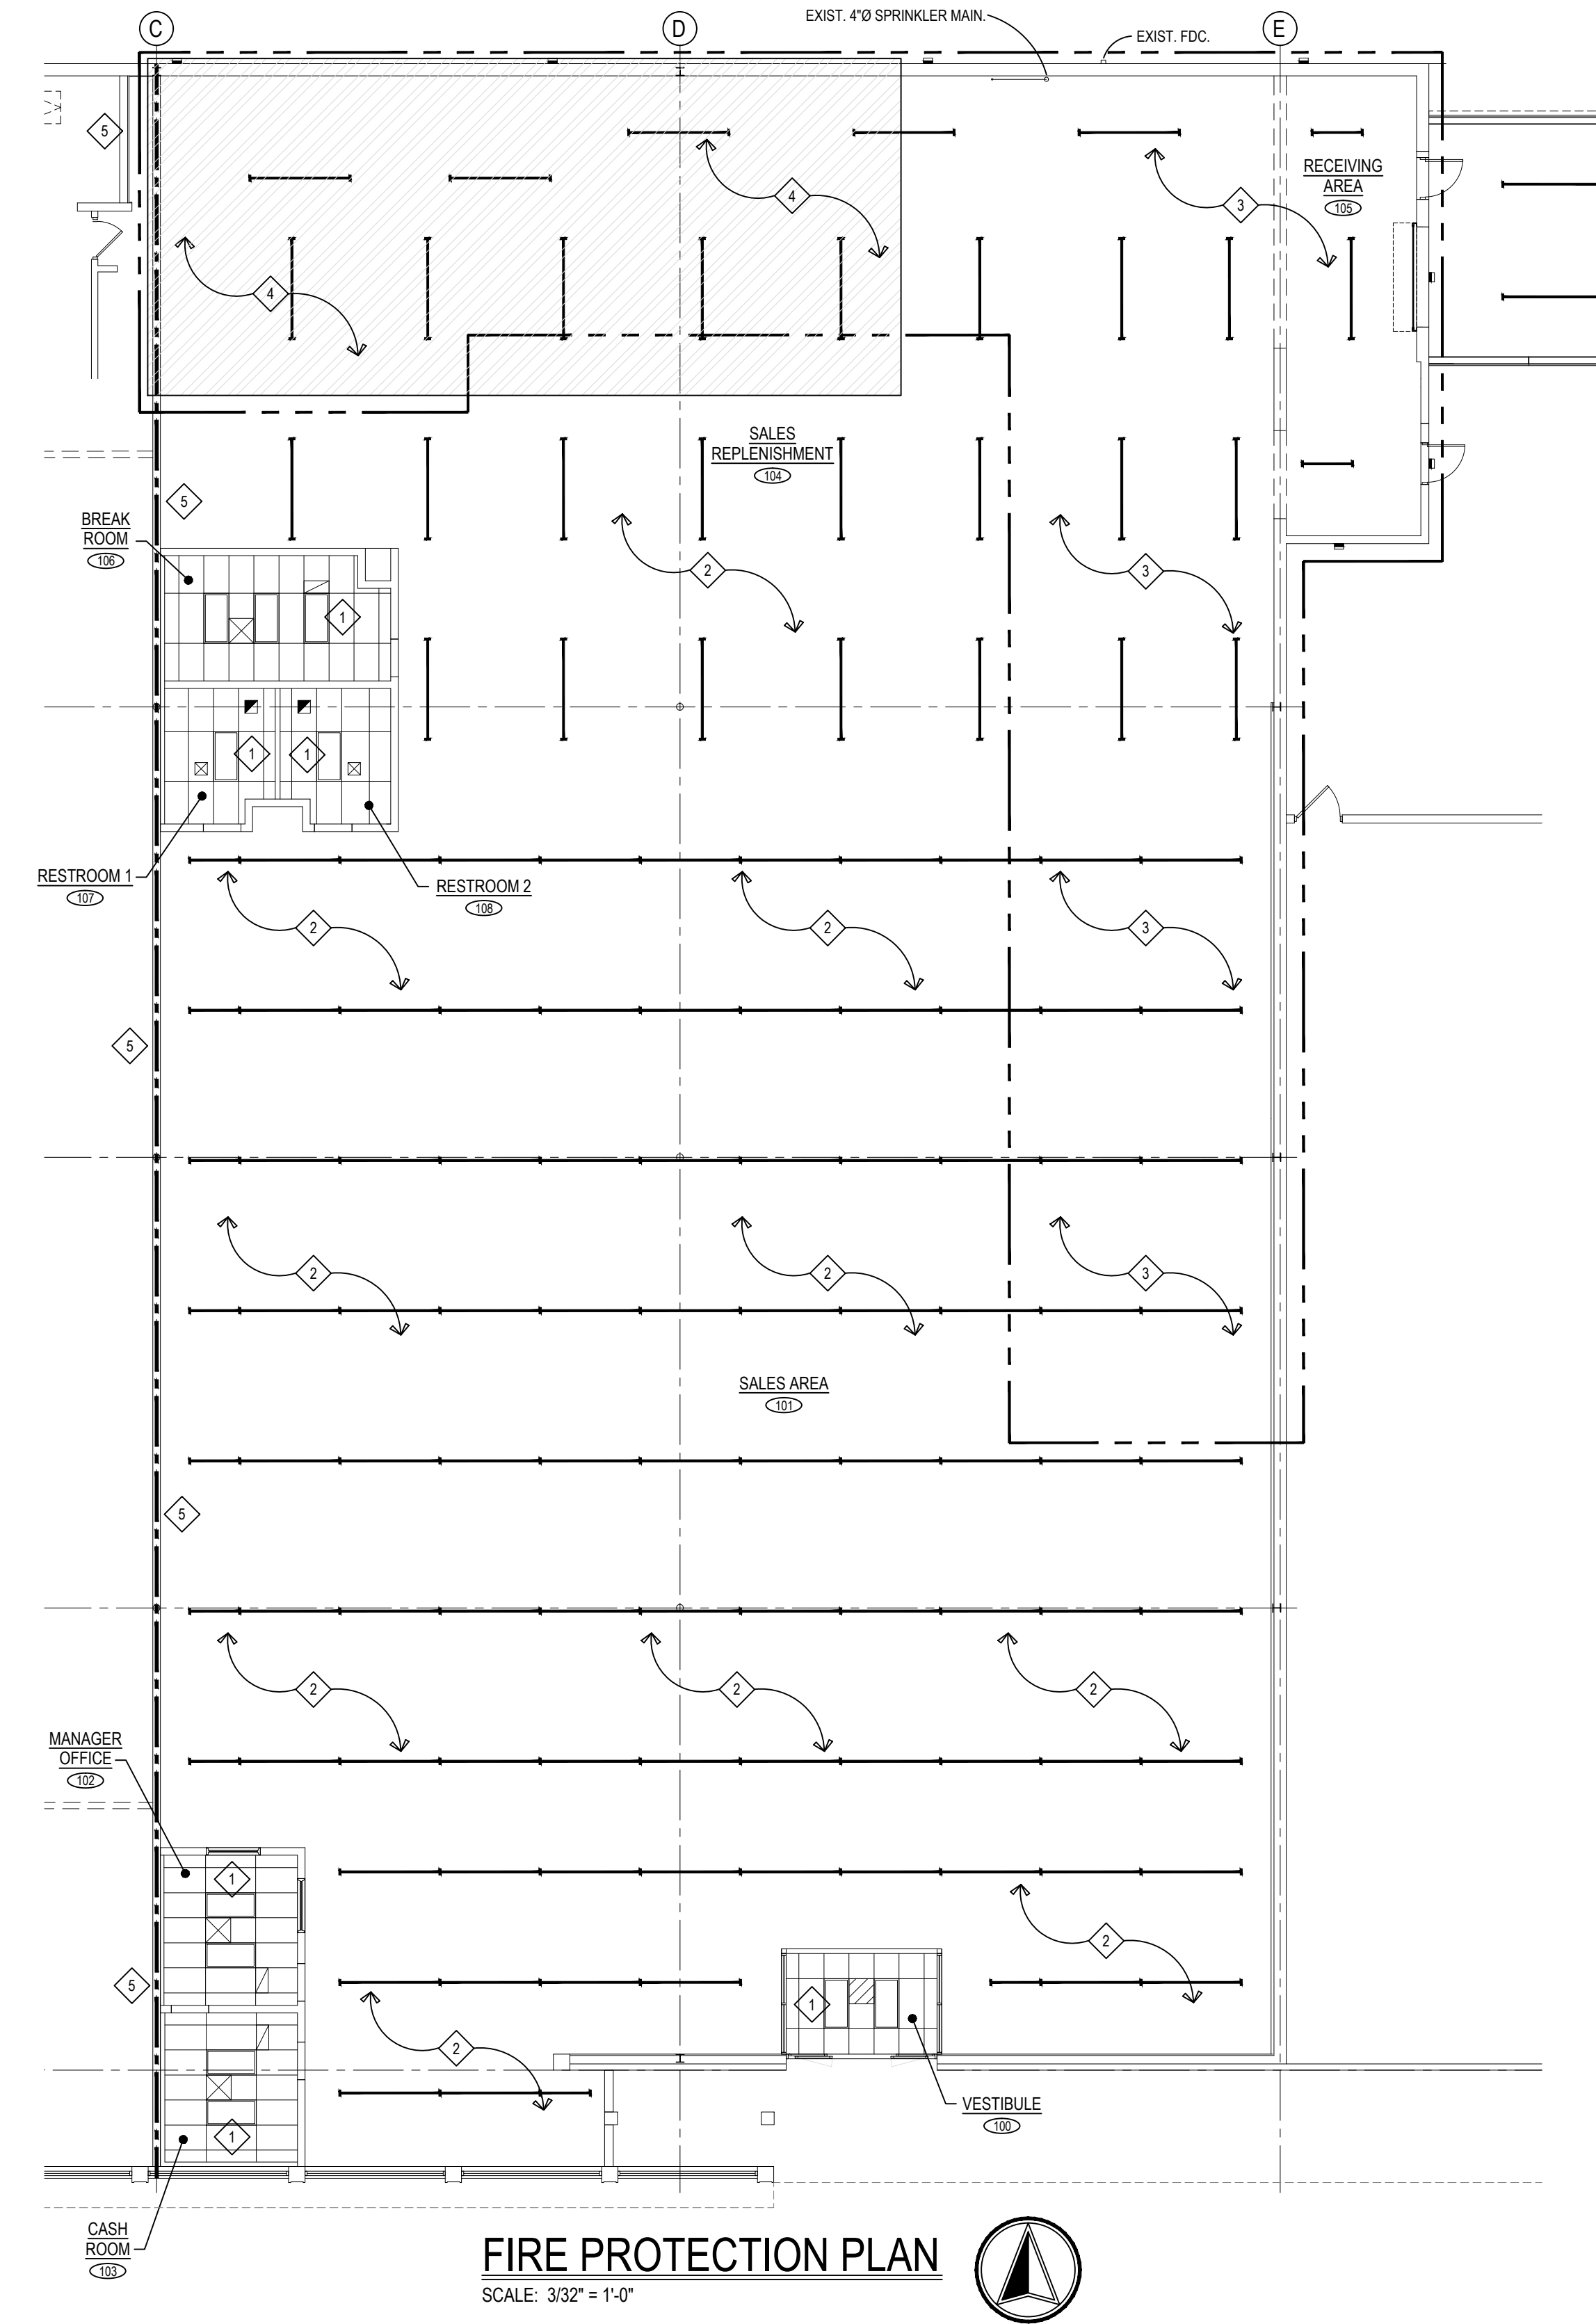 C
D
E
EXIST. 4"Ø SPRINKLER MAIN.
EXIST. FDC.
5
4
3
RECEIVING
AREA
105
4
SALES
REPLENISHMENT
104
5
BREAK
ROOM
106
2
3
1
1
1
RESTROOM 1
107
RESTROOM 2
108
2
2
3
5
2
2
3
SALES AREA
101
5
2
2
2
MANAGER
OFFICE
102
1
2
5
1
2
VESTIBULE
100
1
CASH
ROOM
103
FIRE PROTECTION PLAN
SCALE: 3/32" = 1'-0"